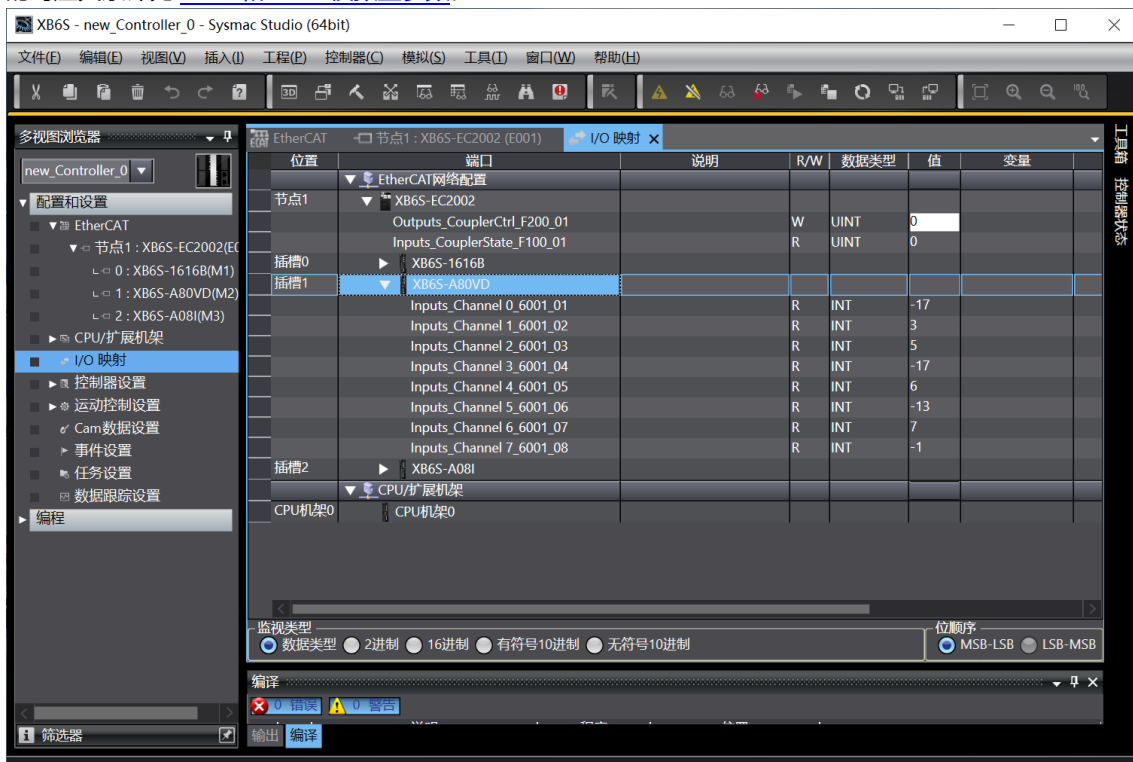 XB6S - new_Controller_0 - Sysmac Studio (64bit)
文件(F) 编辑(E) 视图(V) 插入(I) 工程(P) 控制器(C) 模拟(S) 工具(T) 窗口(W) 帮助(H)
多视图浏览器
new_Controller_0
配置和设置
EtherCAT
节点1 : XB6S-EC2002(E0
0 : XB6S-1616B(M1)
1 : XB6S-A80VD(M2)
2 : XB6S-A08I(M3)
CPU/扩展机架
I/O 映射
控制器设置
运动控制设置
Cam数据设置
事件设置
任务设置
数据跟踪设置
编程
筛选器
EtherCAT 节点1 : XB6S-EC2002 (E001) I/O 映射
位置 端口 说明 R/W 数据类型 值 变量
EtherCAT网络配置
节点1 XB6S-EC2002
Outputs_CouplerCtrl_F200_01 W UINT 0
Inputs_CouplerState_F100_01 R UINT 0
插槽0 XB6S-1616B
插槽1 XB6S-A80VD
Inputs_Channel 0_6001_01 R INT -17
Inputs_Channel 1_6001_02 R INT 3
Inputs_Channel 2_6001_03 R INT 5
Inputs_Channel 3_6001_04 R INT -17
Inputs_Channel 4_6001_05 R INT 6
Inputs_Channel 5_6001_06 R INT -13
Inputs_Channel 6_6001_07 R INT 7
Inputs_Channel 7_6001_08 R INT -1
插槽2 XB6S-A08I
CPU/扩展机架
CPU机架0 CPU机架0
监视类型 位顺序
数据类型 2进制 16进制 有符号10进制 无符号10进制 MSB-LSB LSB-MSB
编译
0 错误 0 警告
输出 编译
工具箱
控制器状态